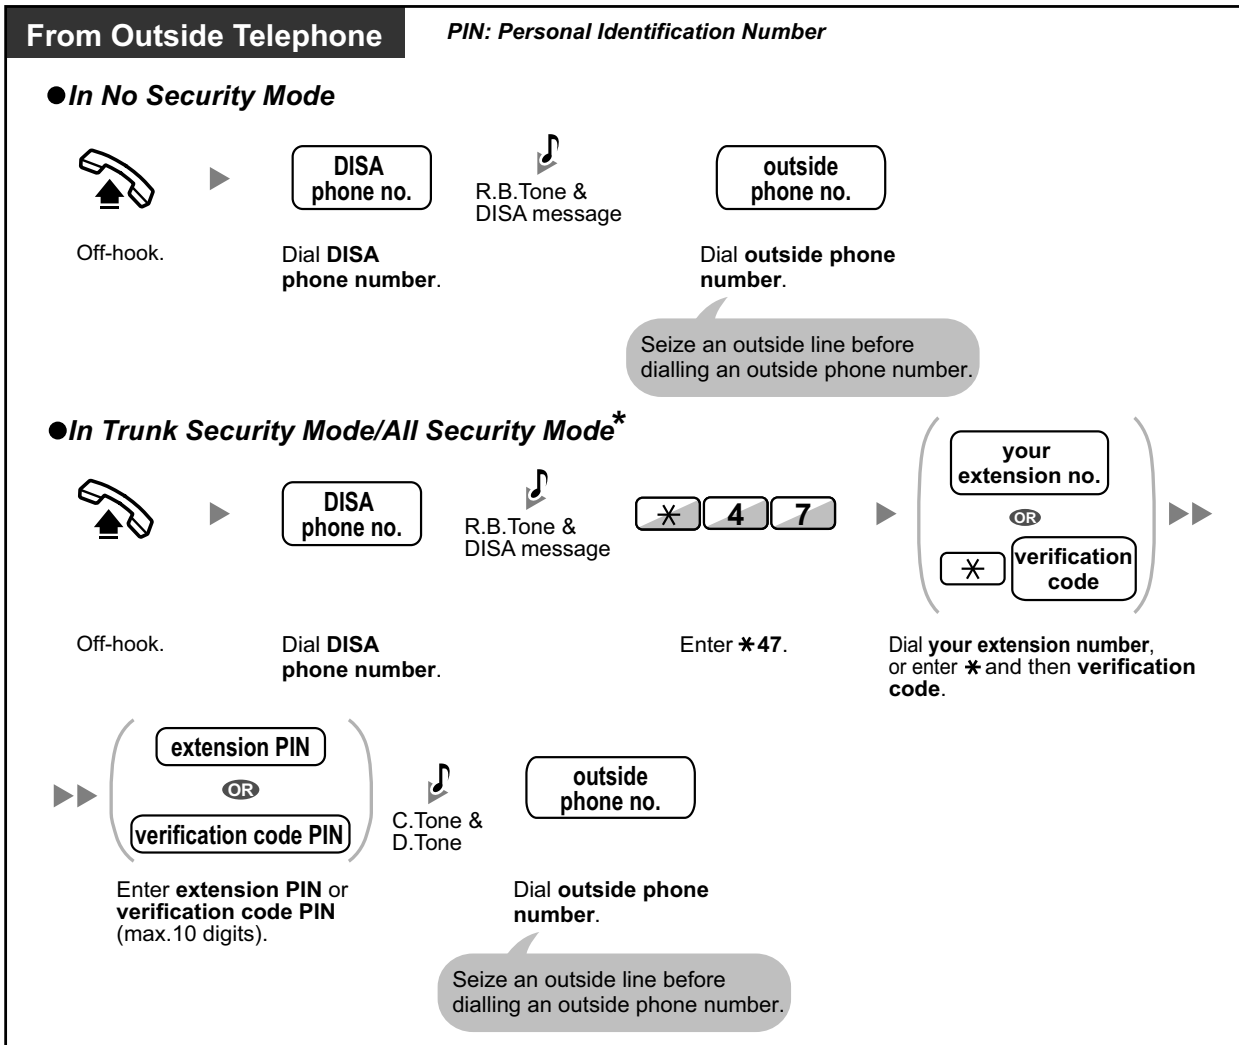 From Outside Telephone
PIN: Personal Identification Number
●In No Security Mode
DISA
phone no.
R.B.Tone &
DISA message
outside
phone no.
Off-hook.
Dial DISA
phone number.
Dial outside phone
number.
Seize an outside line before
dialling an outside phone number.
●In Trunk Security Mode/All Security Mode*
DISA
phone no.
R.B.Tone &
DISA message
* 4 7
your
extension no.
OR
* verification
code
Off-hook.
Dial DISA
phone number.
Enter *47.
Dial your extension number,
or enter * and then verification
code.
extension PIN
OR
verification code PIN
C.Tone &
D.Tone
outside
phone no.
Enter extension PIN or
verification code PIN
(max.10 digits).
Dial outside phone
number.
Seize an outside line before
dialling an outside phone number.